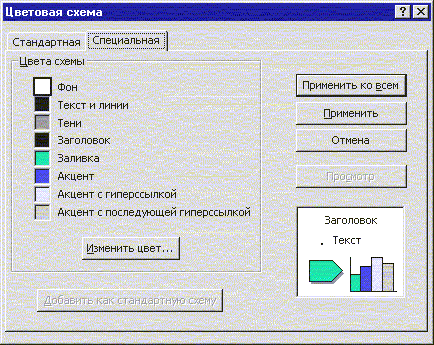 Цветовая схема
Стандартная
Специальная
Цвета схемы
Фон
Текст и линии
Тени
Заголовок
Заливка
Акцент
Акцент с гиперссылкой
Акцент с последующей гиперссылкой
Изменить цвет...
Добавить как стандартную схему
Применить ко всем
Применить
Отмена
Просмотр
Заголовок
. Текст